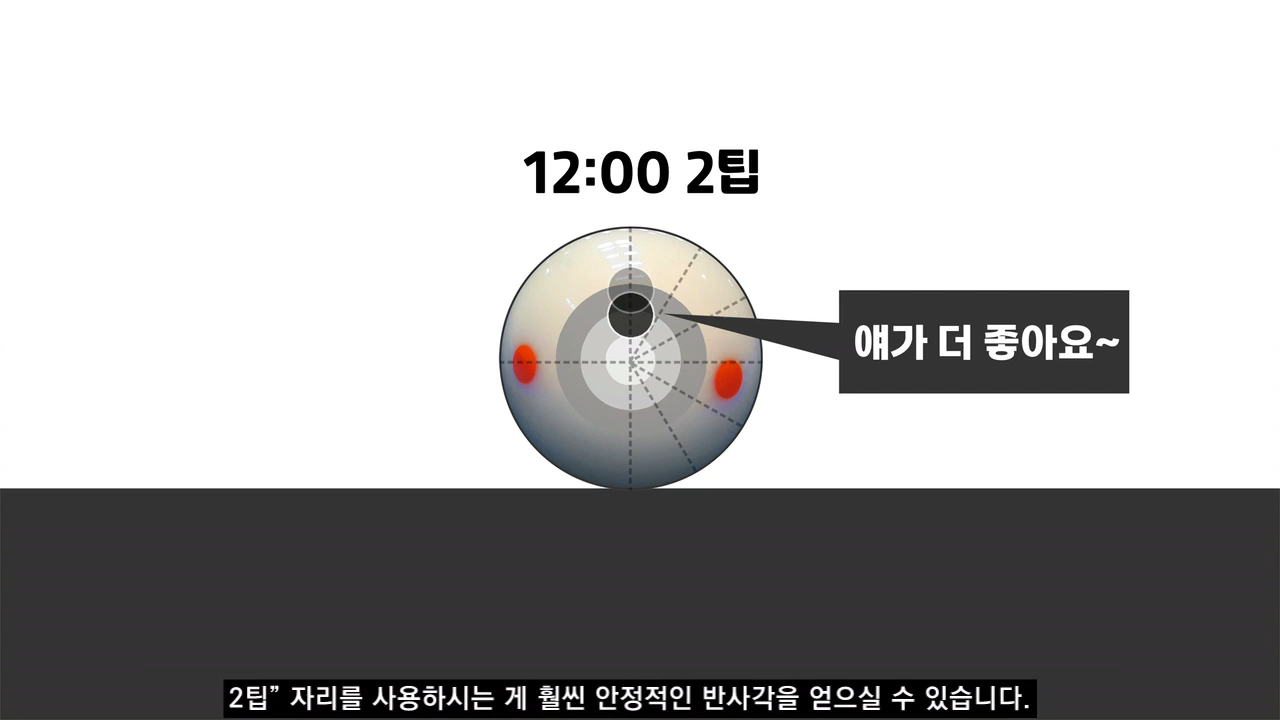 12:00 2팁
얘가 더 좋아요~
2팁” 자리를 사용하시는 게 훨씬 안정적인 반사각을 얻으실 수 있습니다.